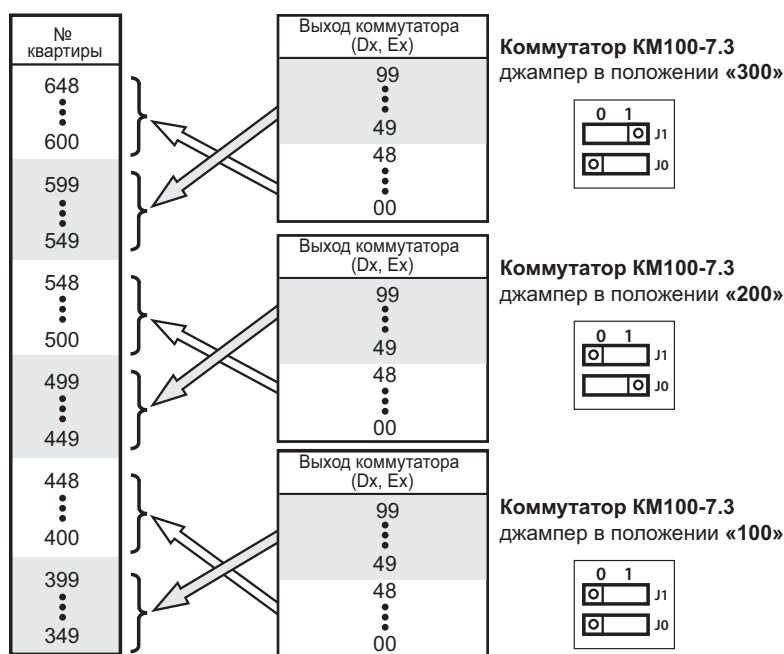 №
квартиры
648
600
599
549
548
500
499
449
448
400
399
349
Выход коммутатора
(Dx, Ex)
99
49
48
00
Коммутатор КМ100-7.3
джампер в положении «300»
0 1
J1
J0
Выход коммутатора
(Dx, Ex)
99
49
48
00
Коммутатор КМ100-7.3
джампер в положении «200»
0 1
J1
J0
Выход коммутатора
(Dx, Ex)
99
49
48
00
Коммутатор КМ100-7.3
джампер в положении «100»
0 1
J1
J0